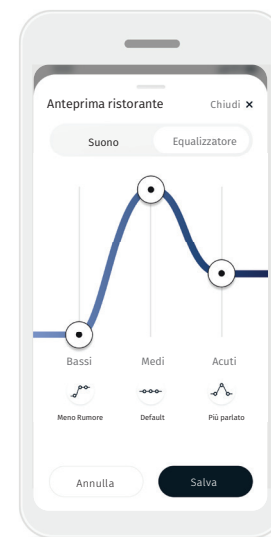 Anteprima ristorante Chiudi ×
Suono Equalizzatore
Bassi Medi Acuti
Meno Rumore Default Più parlato
Annulla Salva